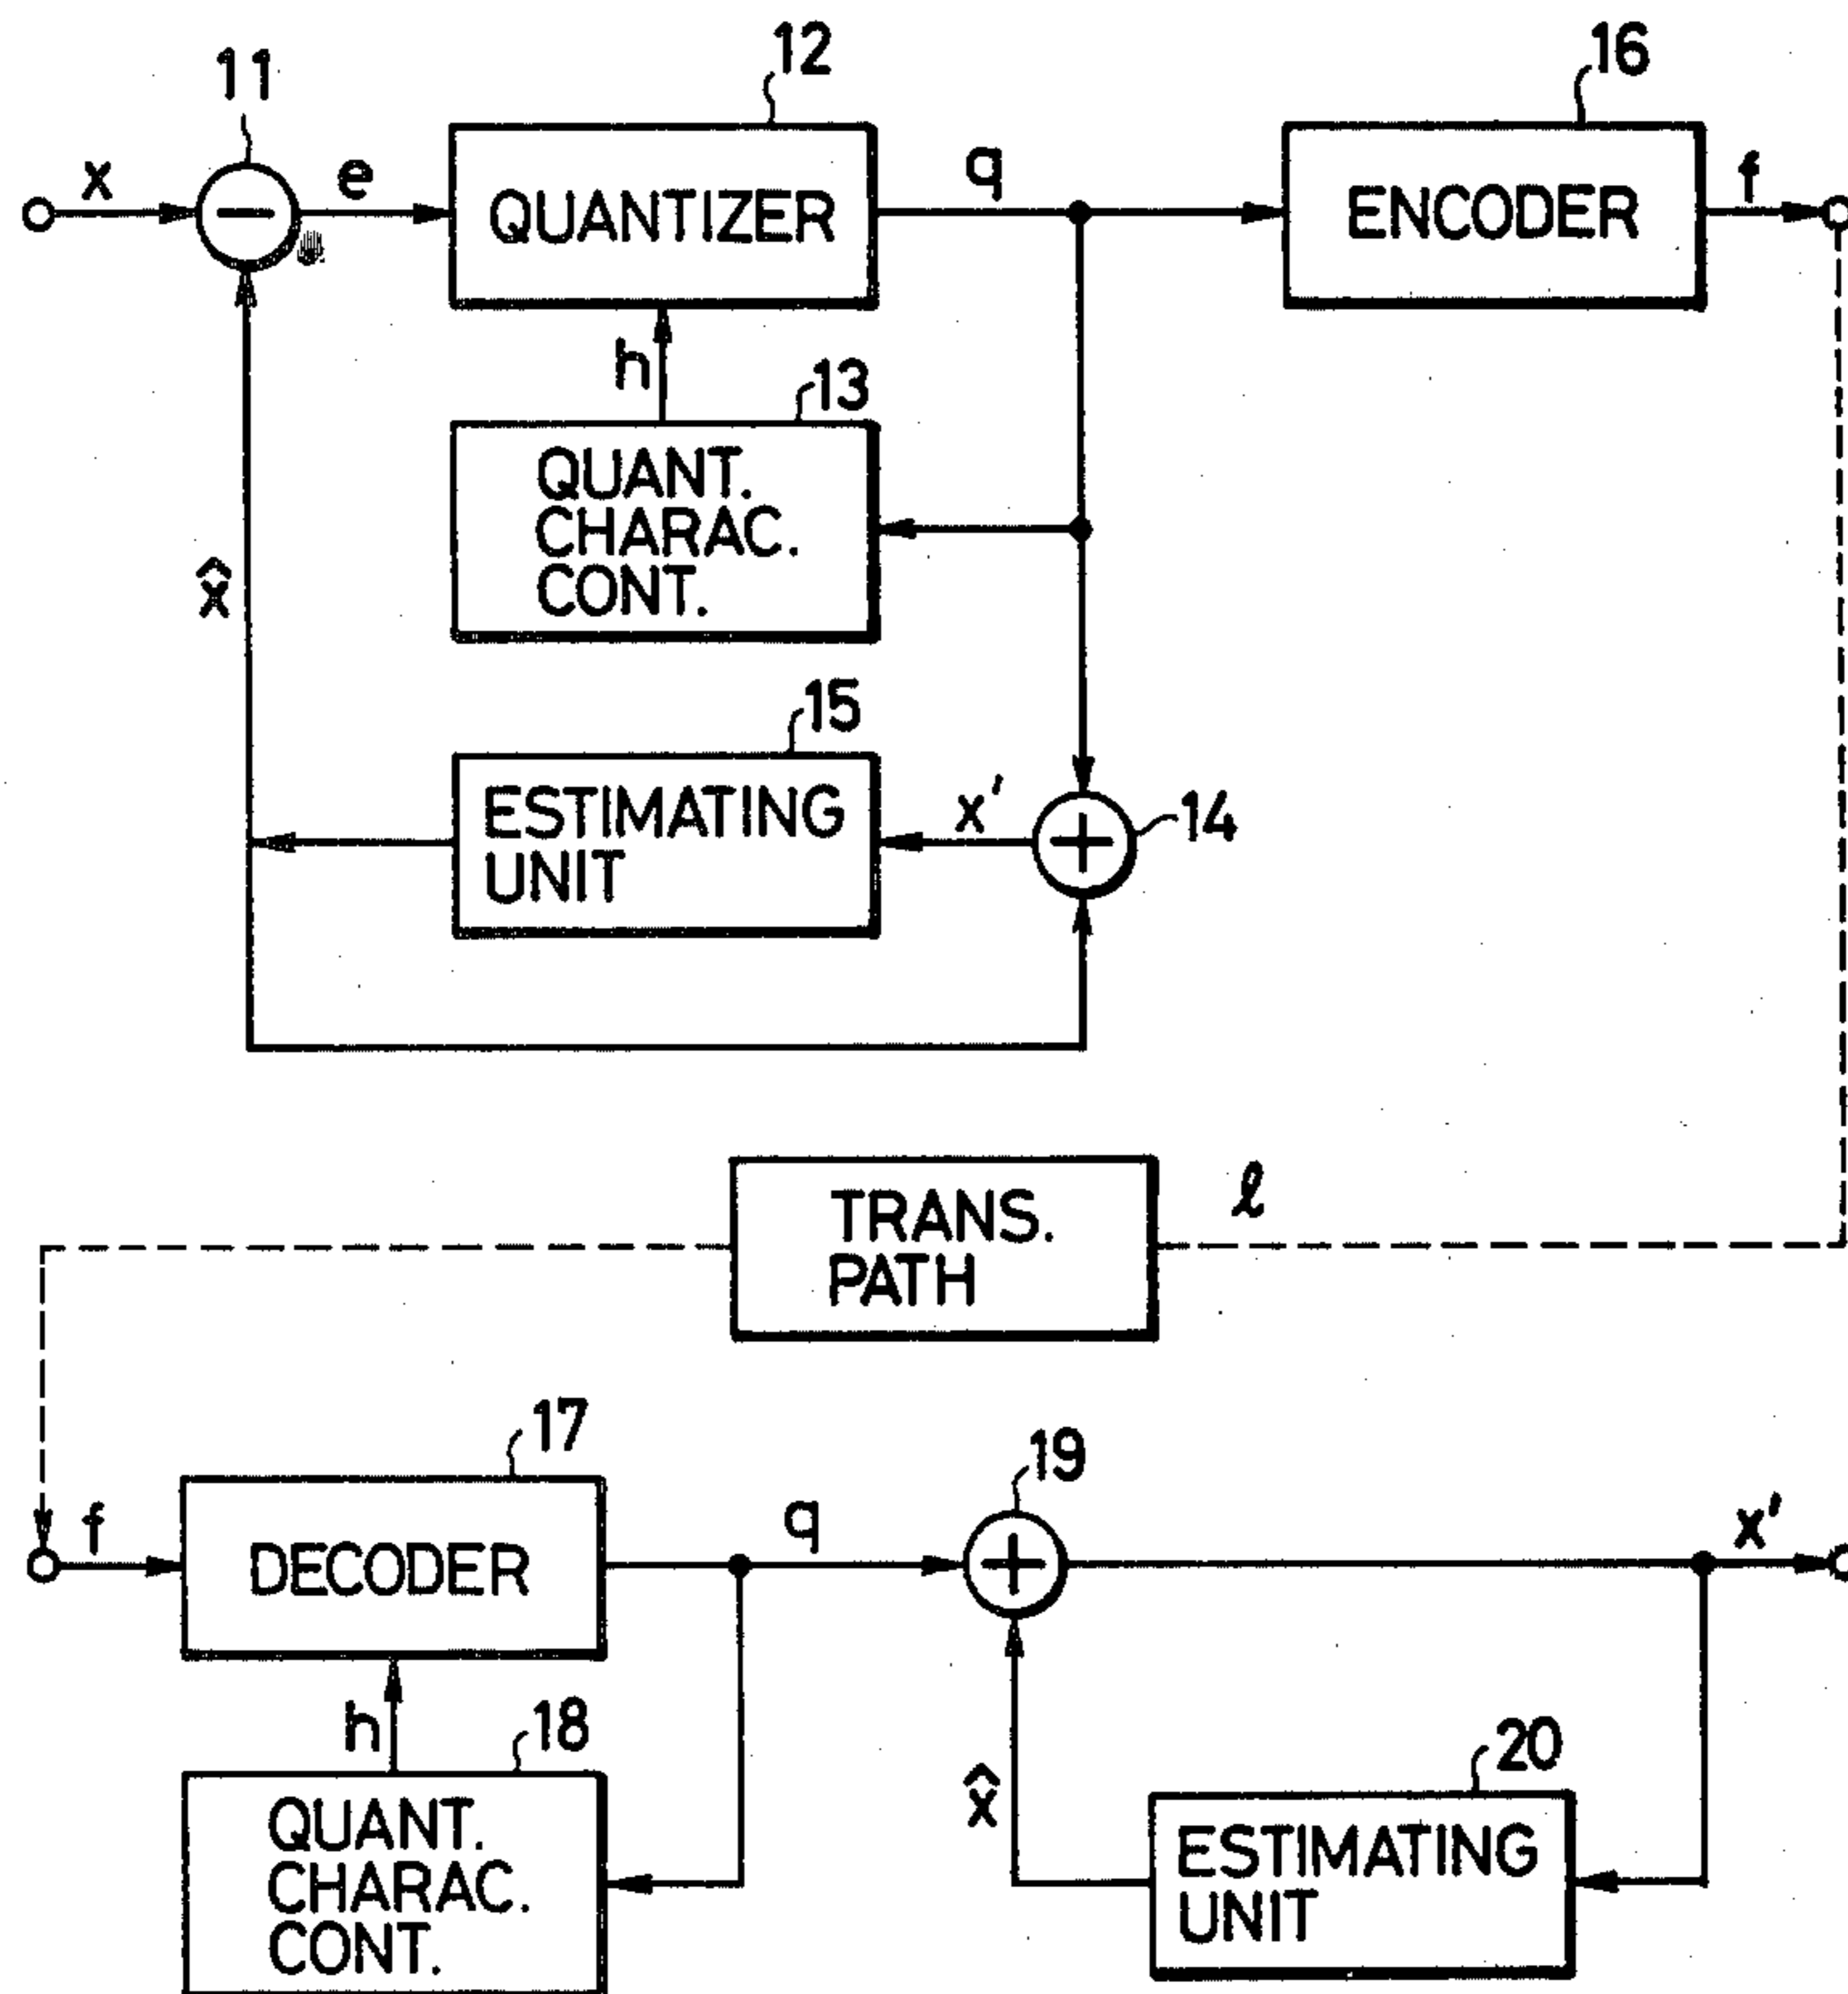 11
12
16
x
e
QUANTIZER
q
ENCODER
f
h
13
QUANT.
CHARAC.
CONT.
x̂
15
ESTIMATING
UNIT
x'
14
TRANS.
PATH
ℓ
17
19
f
DECODER
q
x'
h
18
QUANT.
CHARAC.
CONT.
x̂
20
ESTIMATING
UNIT